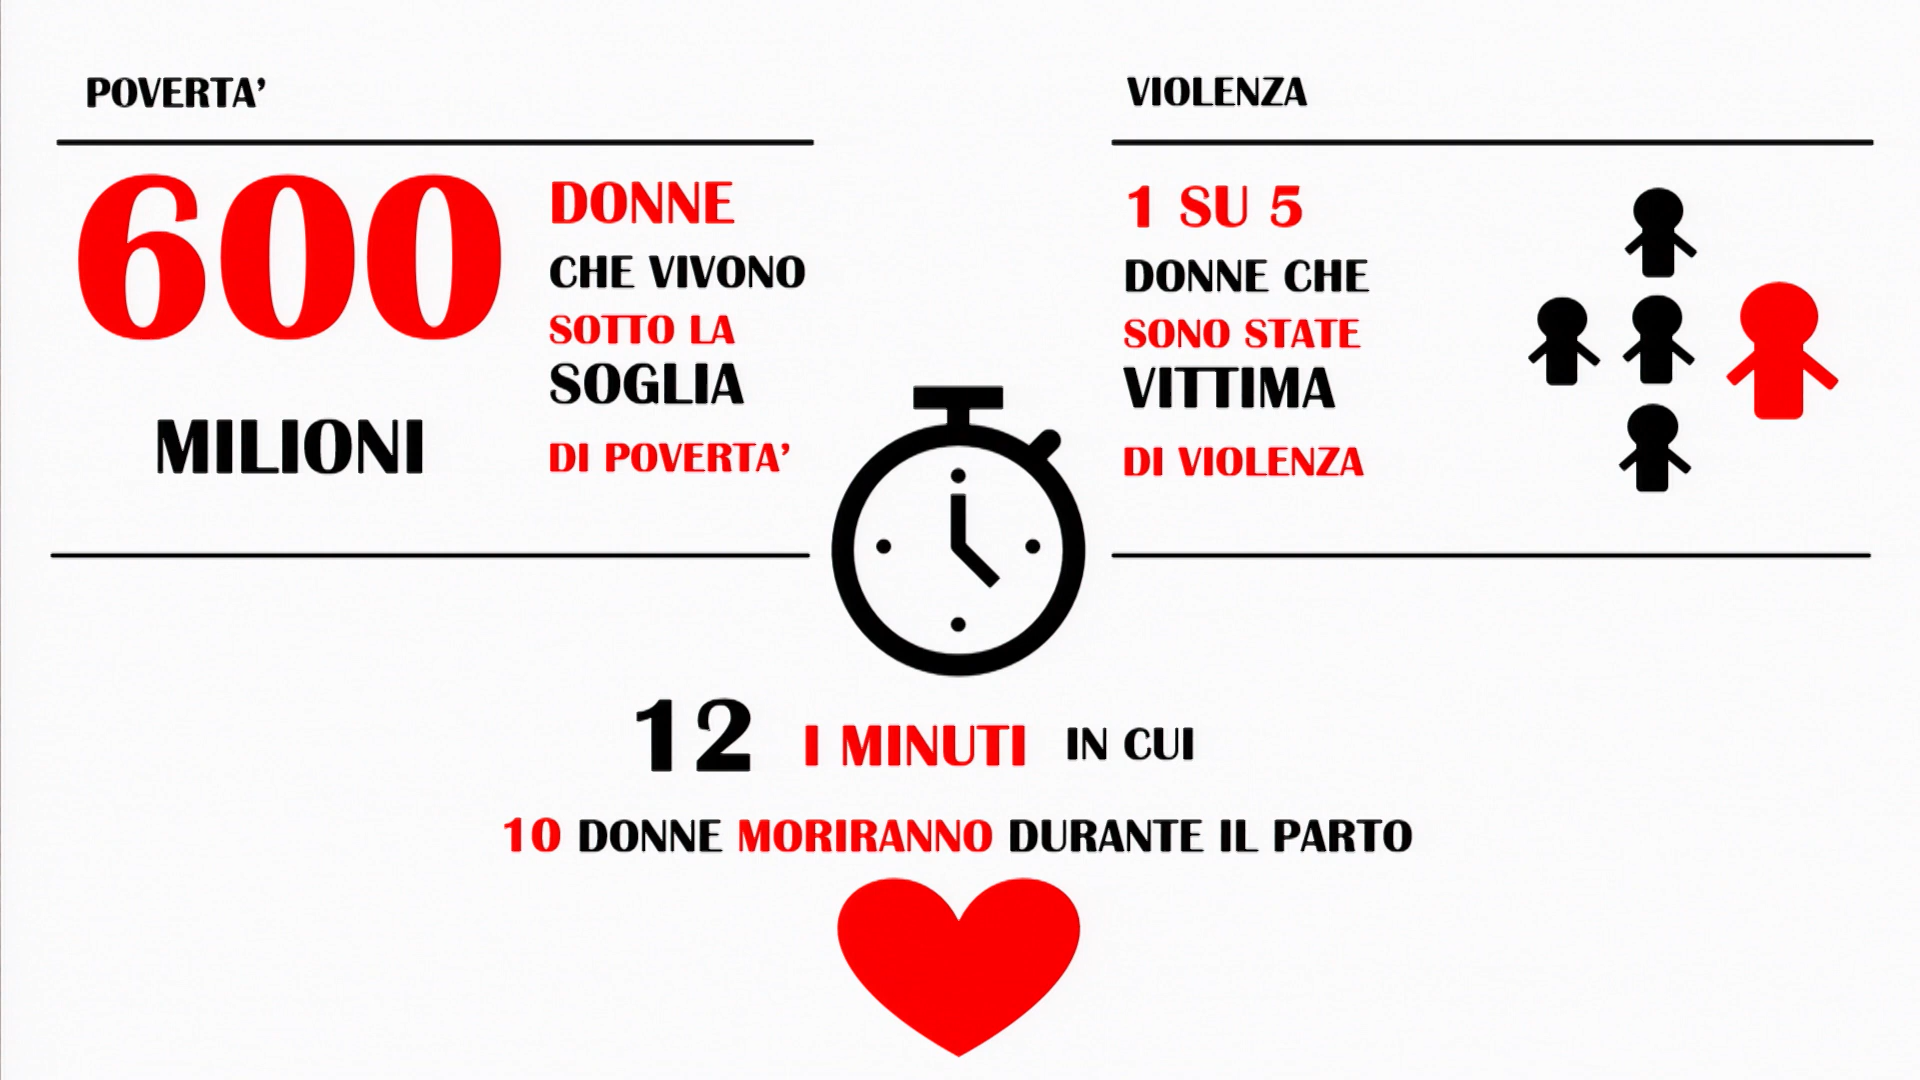 POVERTA'
600
MILIONI
DONNE
CHE VIVONO
SOTTO LA
SOGLIA
DI POVERTA'
VIOLENZA
1 SU 5
DONNE CHE
SONO STATE
VITTIMA
DI VIOLENZA
12 I MINUTI IN CUI
10 DONNE MORIRANNO DURANTE IL PARTO